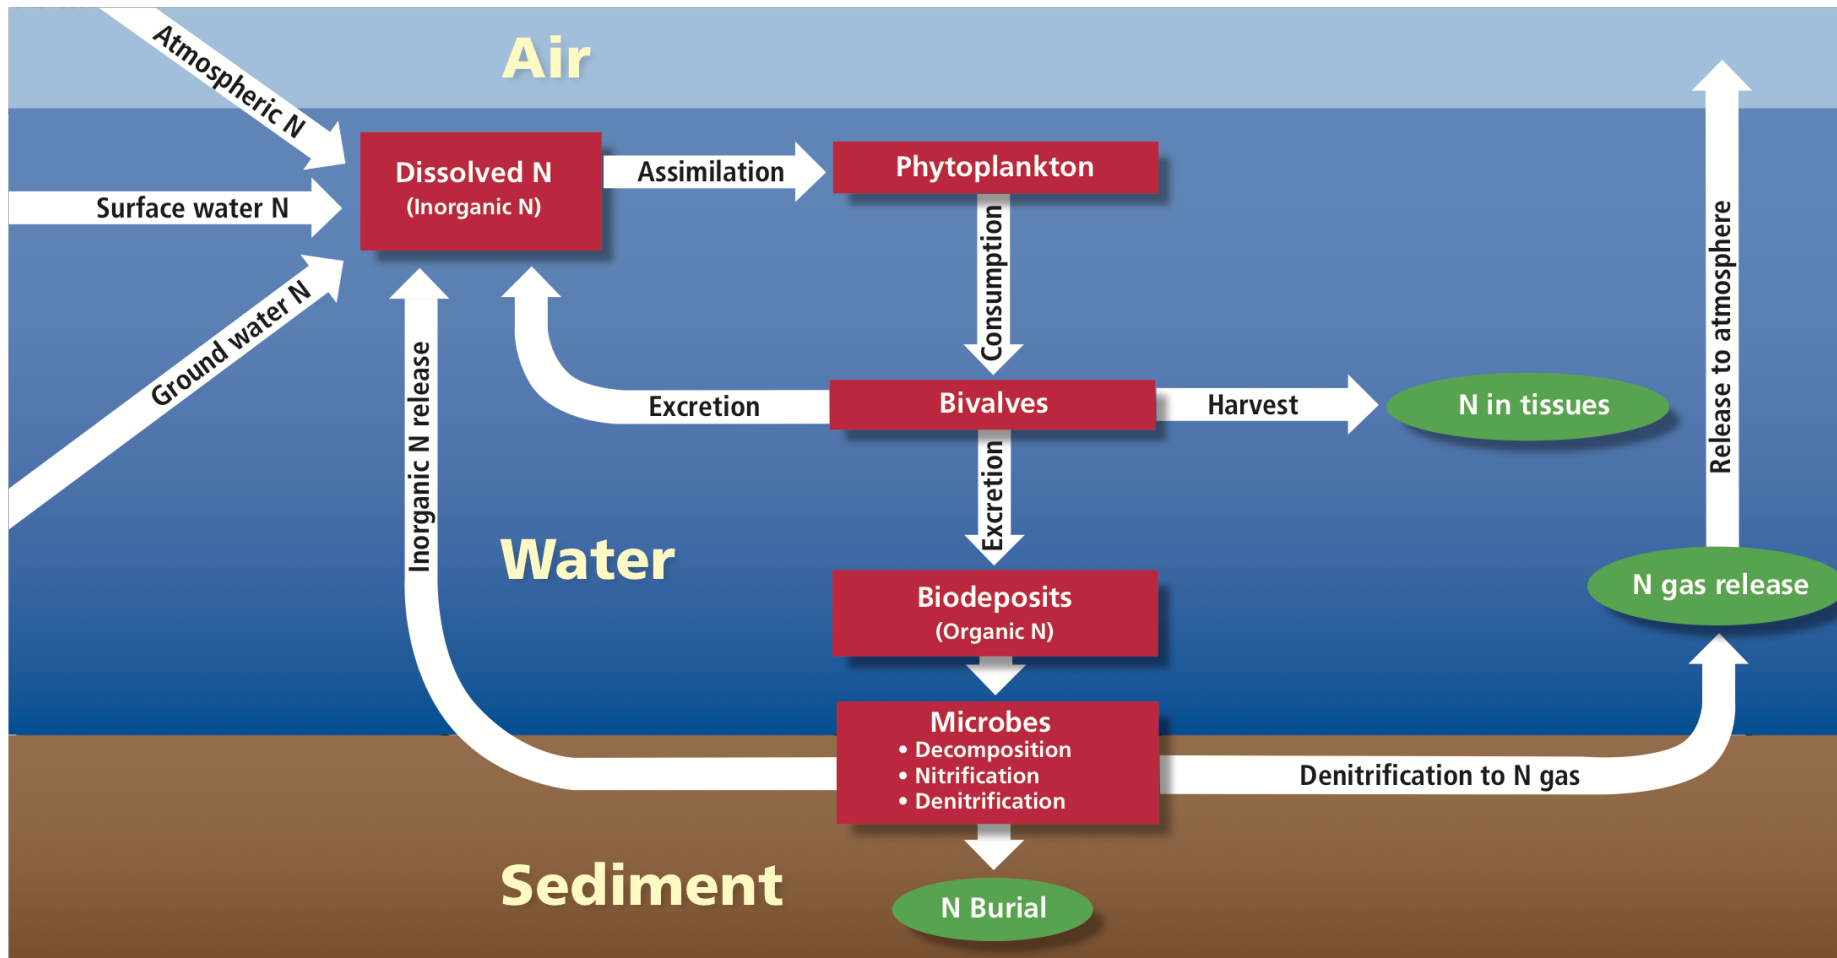 Air
Atmospheric N
Dissolved N
(Inorganic N)
Assimilation
Phytoplankton
Surface water N
Ground water N
Consumption
Release to atmosphere
Inorganic N release
Excretion
Bivalves
Harvest
N in tissues
Excretion
Water
Biodeposits
(Organic N)
N gas release
Microbes
• Decomposition
• Nitrification
• Denitrification
Denitrification to N gas
Sediment
N Burial